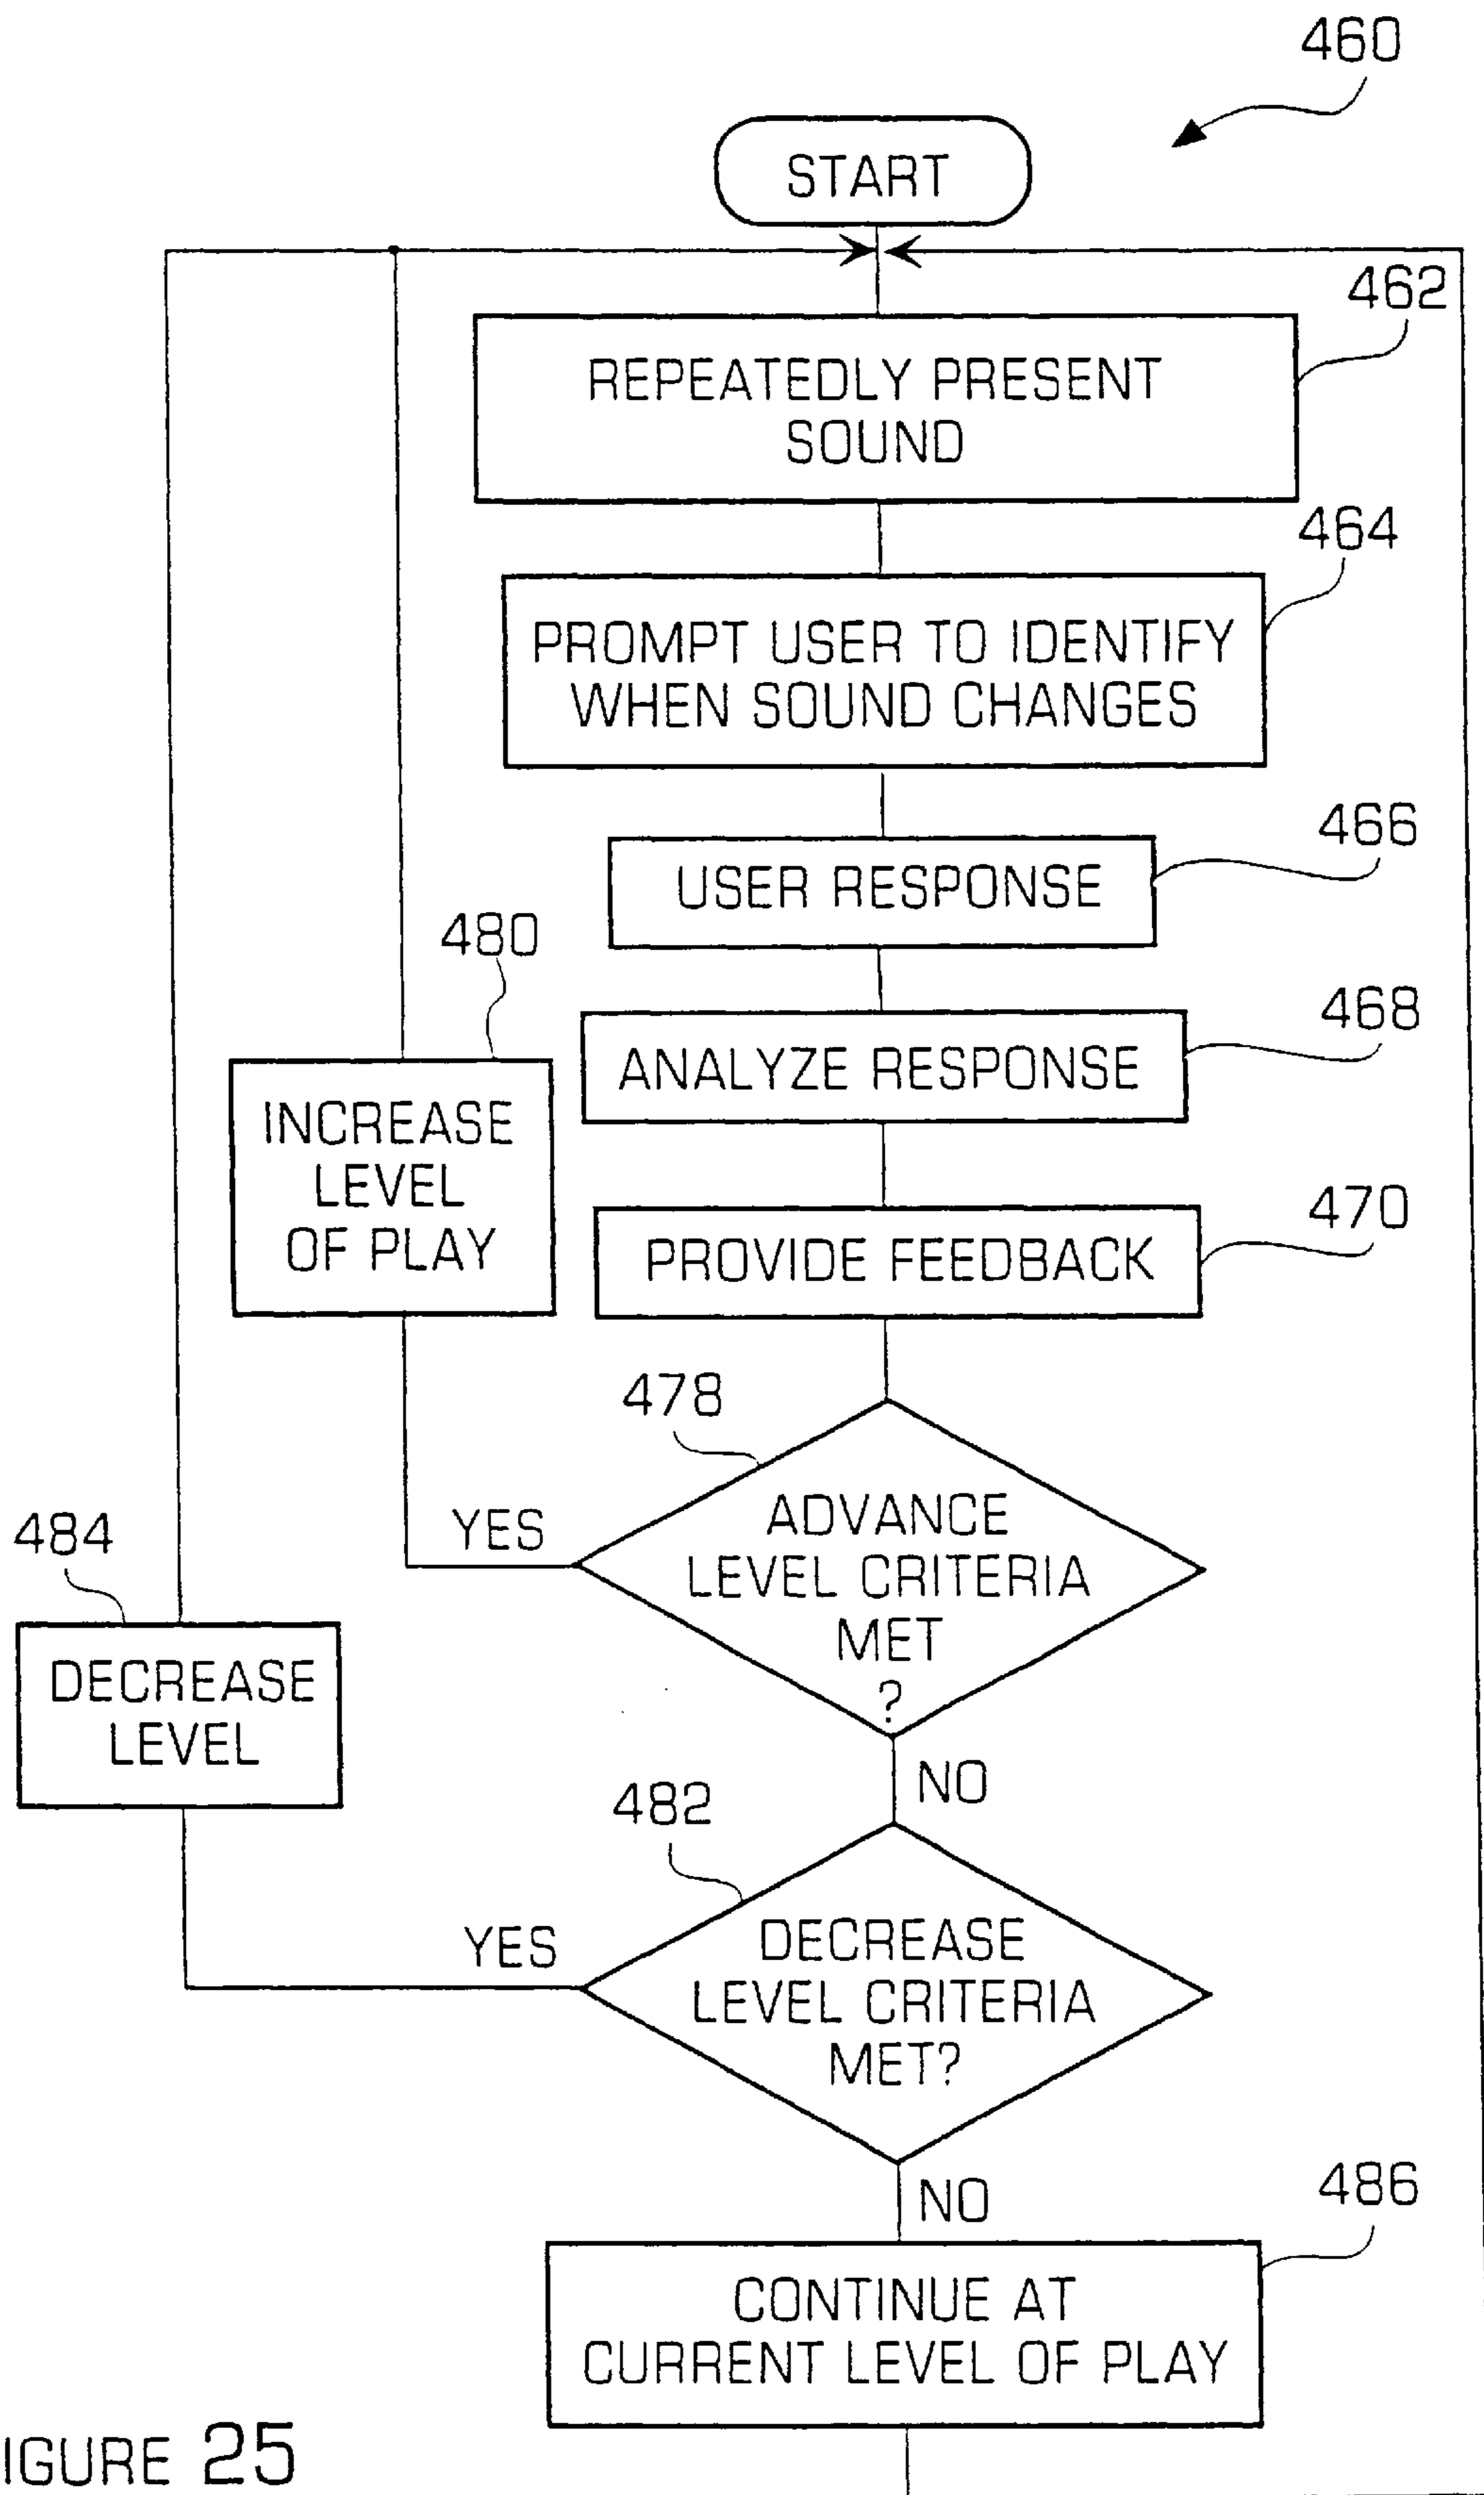 460
START
462
REPEATEDLY PRESENT
SOUND
464
PROMPT USER TO IDENTIFY
WHEN SOUND CHANGES
466
USER RESPONSE
480
468
ANALYZE RESPONSE
INCREASE
LEVEL
OF PLAY
470
PROVIDE FEEDBACK
478
YES
ADVANCE
LEVEL CRITERIA
MET
?
484
DECREASE
LEVEL
NO
482
YES
DECREASE
LEVEL CRITERIA
MET?
NO
486
CONTINUE AT
CURRENT LEVEL OF PLAY
IGURE 25